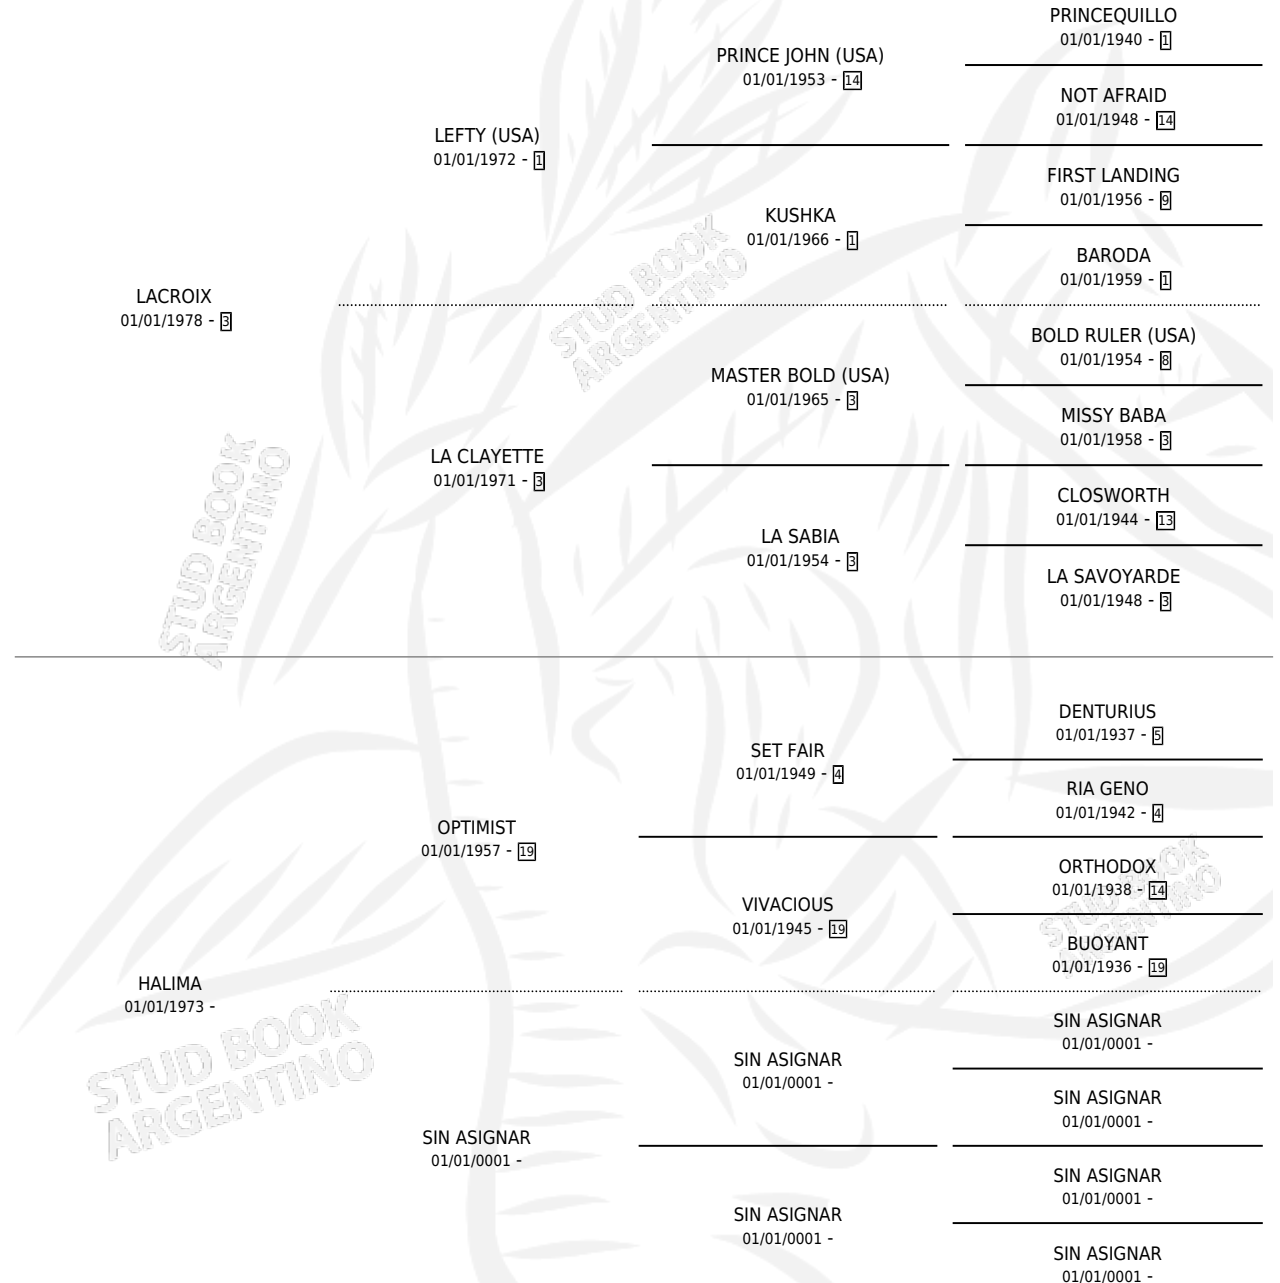 PRINCEQUILLO
01/01/1940 - 1
PRINCE JOHN (USA)
01/01/1953 - 14
NOT AFRAID
01/01/1948 - 14
LEFTY (USA)
01/01/1972 - 1
FIRST LANDING
01/01/1956 - 9
KUSHKA
01/01/1966 - 1
BARODA
01/01/1959 - 1
LACROIX
01/01/1978 - 3
BOLD RULER (USA)
01/01/1954 - 8
MASTER BOLD (USA)
01/01/1965 - 3
MISSY BABA
01/01/1958 - 3
LA CLAYETTE
01/01/1971 - 3
CLOSWORTH
01/01/1944 - 13
LA SABIA
01/01/1954 - 3
LA SAVOYARDE
01/01/1948 - 3
DENTURIUS
01/01/1937 - 5
SET FAIR
01/01/1949 - 4
RIA GENO
01/01/1942 - 4
OPTIMIST
01/01/1957 - 19
ORTHODOX
01/01/1938 - 14
VIVACIOUS
01/01/1945 - 19
BUOYANT
01/01/1936 - 19
HALIMA
01/01/1973 -
SIN ASIGNAR
01/01/0001 -
SIN ASIGNAR
01/01/0001 -
SIN ASIGNAR
01/01/0001 -
SIN ASIGNAR
01/01/0001 -
SIN ASIGNAR
01/01/0001 -
SIN ASIGNAR
01/01/0001 -
SIN ASIGNAR
01/01/0001 -
STUD BOOK
ARGENTINO
STUD BOOK
ARGENTINO
STUD BOOK
ARGENTINO
STUD BOOK
ARGENTINO